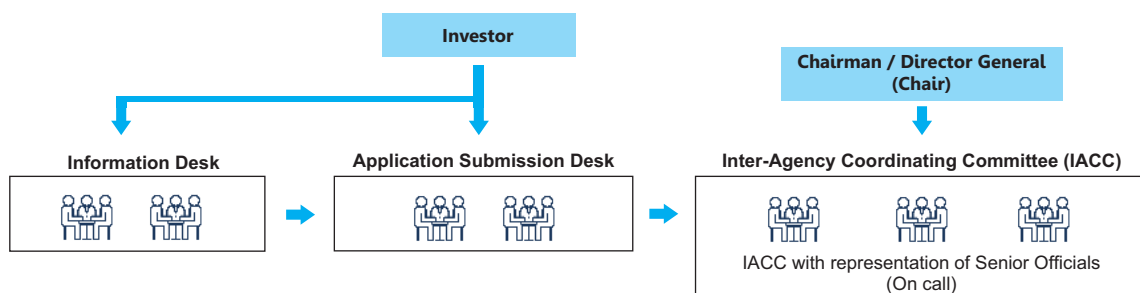 Investor
Chairman / Director General
(Chair)
Information Desk
Application Submission Desk
Inter-Agency Coordinating Committee (IACC)
IACC with representation of Senior Officials
(On call)